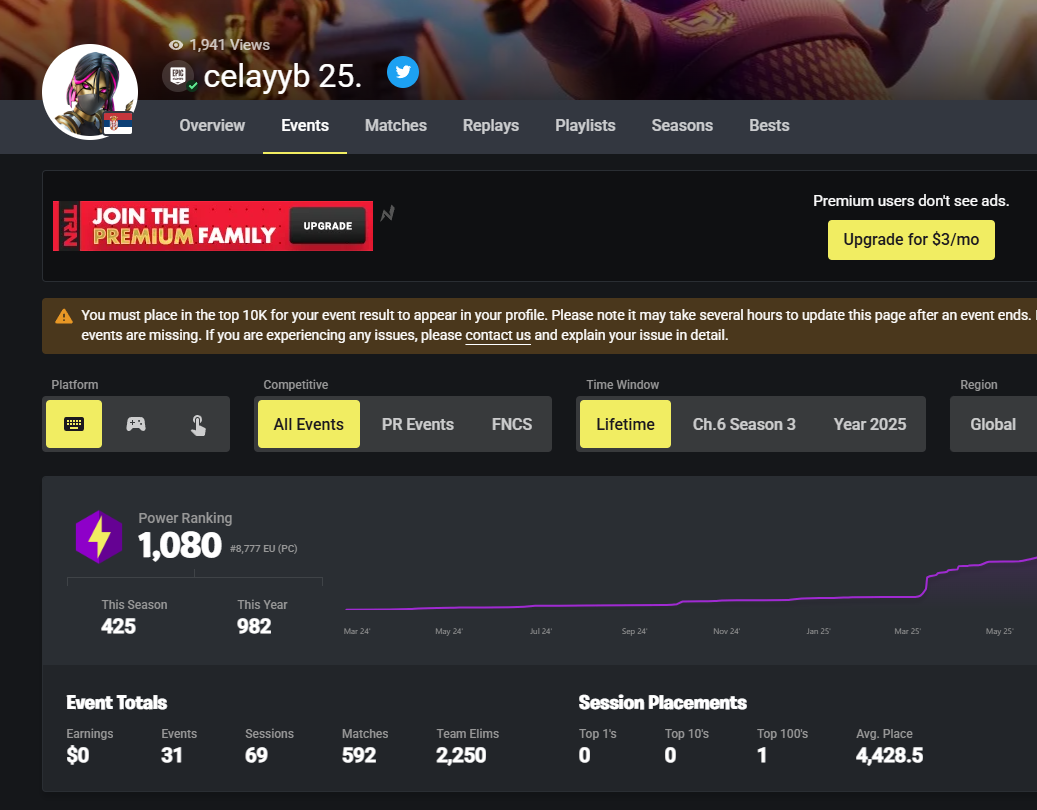 1,941 Views
EPIC GAMES
celayyb 25.
Overview Events Matches Replays Playlists Seasons Bests
TRN
JOIN THE
PREMIUM FAMILY
UPGRADE
Premium users don't see ads.
Upgrade for $3/mo
You must place in the top 10K for your event result to appear in your profile. Please note it may take several hours to update this page after an event ends.
events are missing. If you are experiencing any issues, please contact us and explain your issue in detail.
Platform Competitive Time Window Region
All Events PR Events FNCS Lifetime Ch.6 Season 3 Year 2025 Global
Power Ranking
1,080 #8,777 EU (PC)
This Season This Year
425 982
Mar 24' May 24' Jul 24' Sep 24' Nov 24' Jan 25' Mar 25' May 25'
Event Totals Session Placements
Earnings Events Sessions Matches Team Elims Top 1's Top 10's Top 100's Avg. Place
$0 31 69 592 2,250 0 0 1 4,428.5